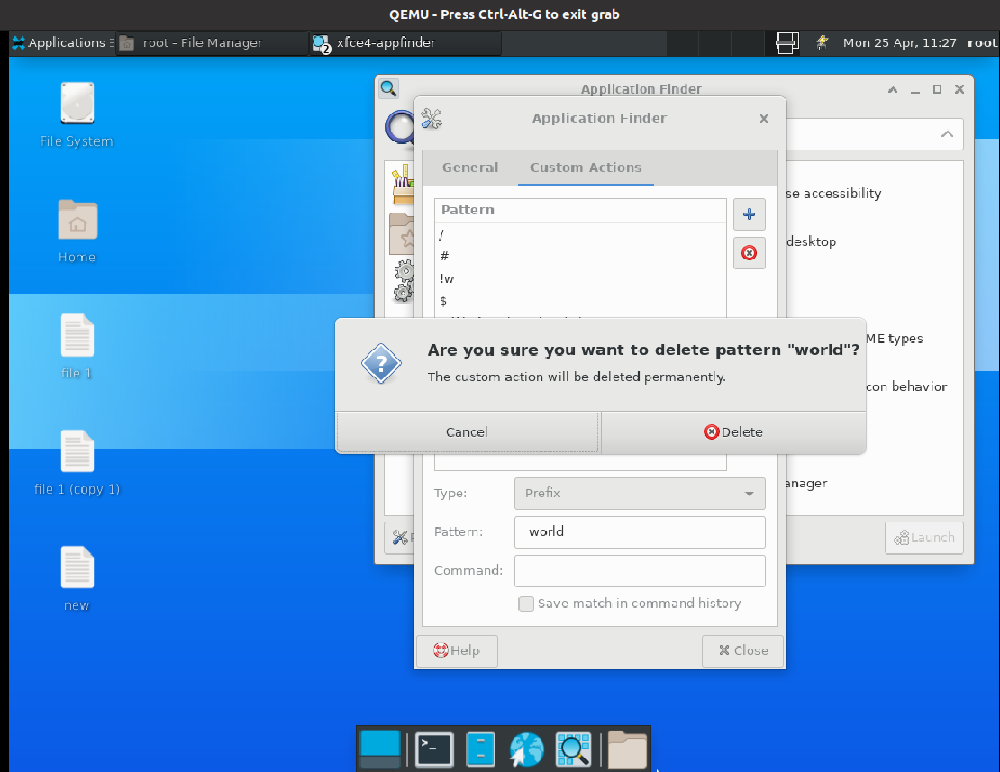 QEMU - Press Ctrl-Alt-G to exit grab
Applications
root - File Manager
2
xfce4-appfinder
Mon 25 Apr, 11:27
root
File System
Home
file 1
file 1 (copy 1)
new
Application Finder
Application Finder
General
Custom Actions
Pattern
/
#
!w
$
se accessibility
desktop
ME types
con behavior
anager
Are you sure you want to delete pattern "world"?
The custom action will be deleted permanently.
Cancel
Delete
Type:
Prefix
Pattern:
world
Command:
Save match in command history
Help
Close
Launch